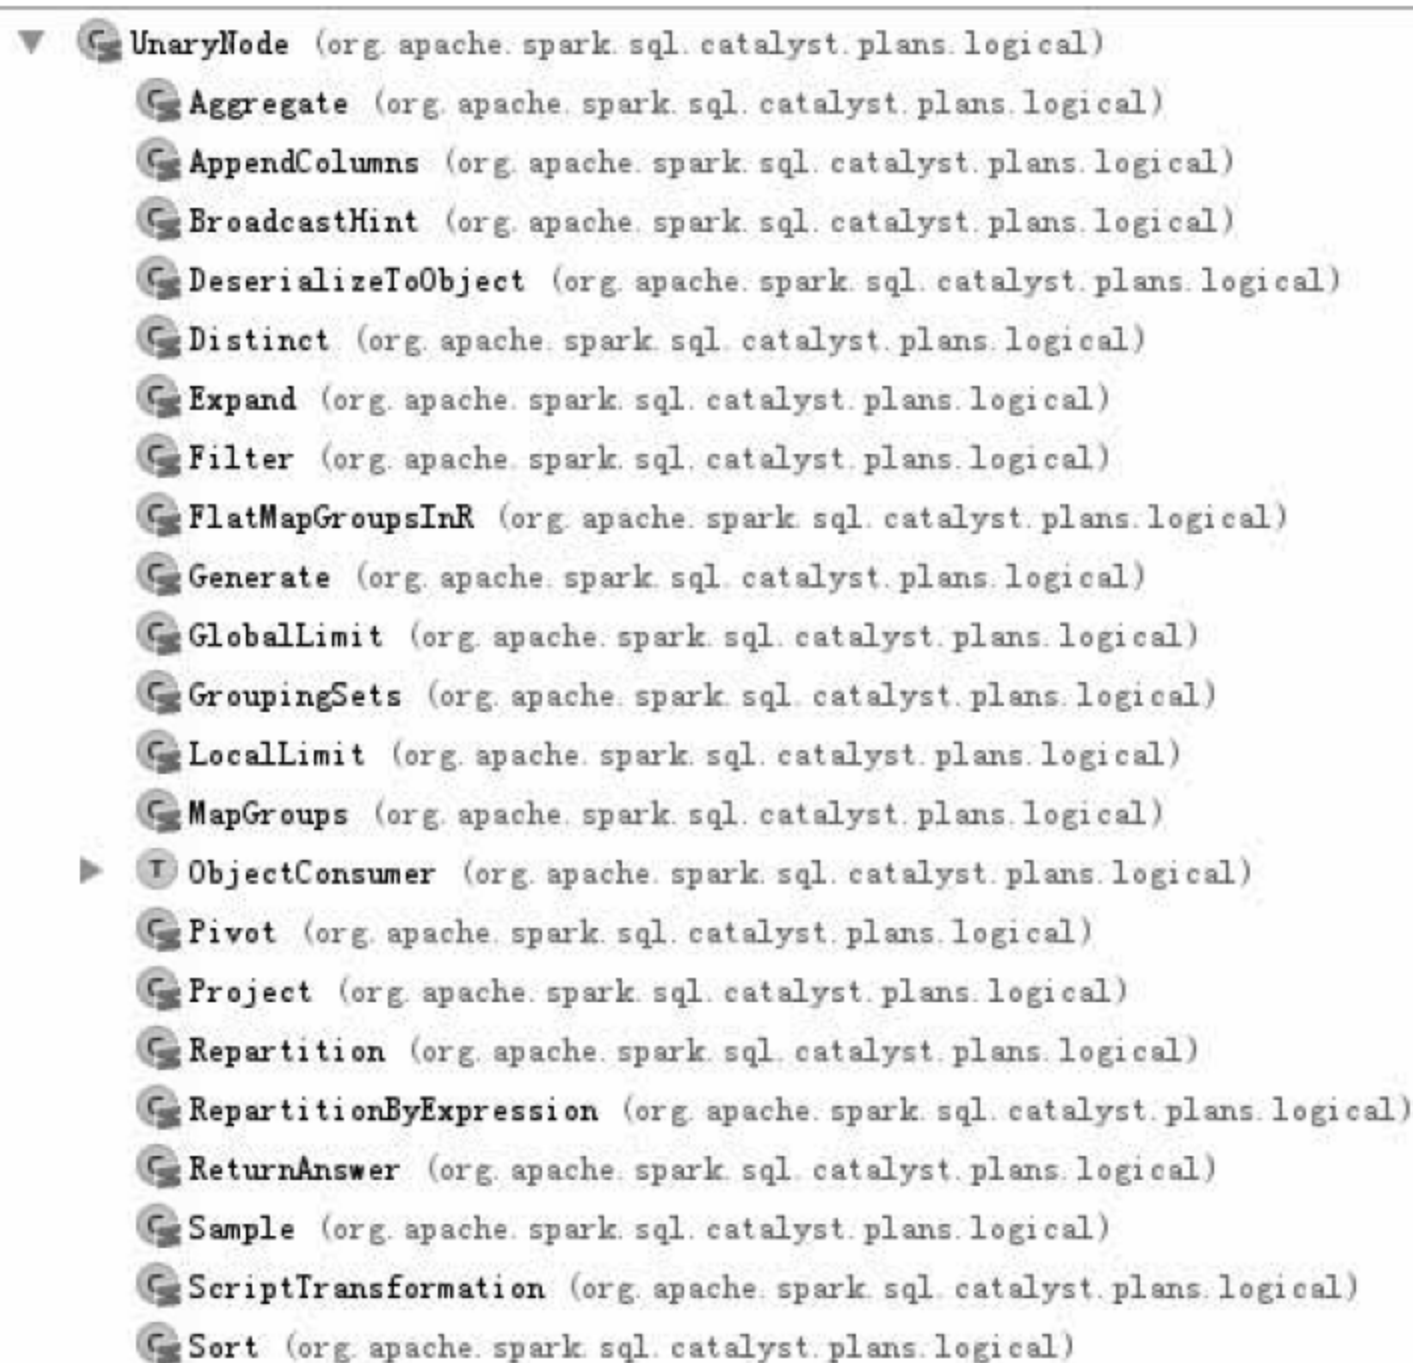 UnaryNode (org.apache.spark.sql.catalyst.plans.logical)
Aggregate (org.apache.spark.sql.catalyst.plans.logical)
AppendColumns (org.apache.spark.sql.catalyst.plans.logical)
BroadcastHint (org.apache.spark.sql.catalyst.plans.logical)
DeserializeToObject (org.apache.spark.sql.catalyst.plans.logical)
Distinct (org.apache.spark.sql.catalyst.plans.logical)
Expand (org.apache.spark.sql.catalyst.plans.logical)
Filter (org.apache.spark.sql.catalyst.plans.logical)
FlatMapGroupsInR (org.apache.spark.sql.catalyst.plans.logical)
Generate (org.apache.spark.sql.catalyst.plans.logical)
GlobalLimit (org.apache.spark.sql.catalyst.plans.logical)
GroupingSets (org.apache.spark.sql.catalyst.plans.logical)
LocalLimit (org.apache.spark.sql.catalyst.plans.logical)
MapGroups (org.apache.spark.sql.catalyst.plans.logical)
ObjectConsumer (org.apache.spark.sql.catalyst.plans.logical)
Pivot (org.apache.spark.sql.catalyst.plans.logical)
Project (org.apache.spark.sql.catalyst.plans.logical)
Repartition (org.apache.spark.sql.catalyst.plans.logical)
RepartitionByExpression (org.apache.spark.sql.catalyst.plans.logical)
ReturnAnswer (org.apache.spark.sql.catalyst.plans.logical)
Sample (org.apache.spark.sql.catalyst.plans.logical)
ScriptTransformation (org.apache.spark.sql.catalyst.plans.logical)
Sort (org.apache.spark.sql.catalyst.plans.logical)